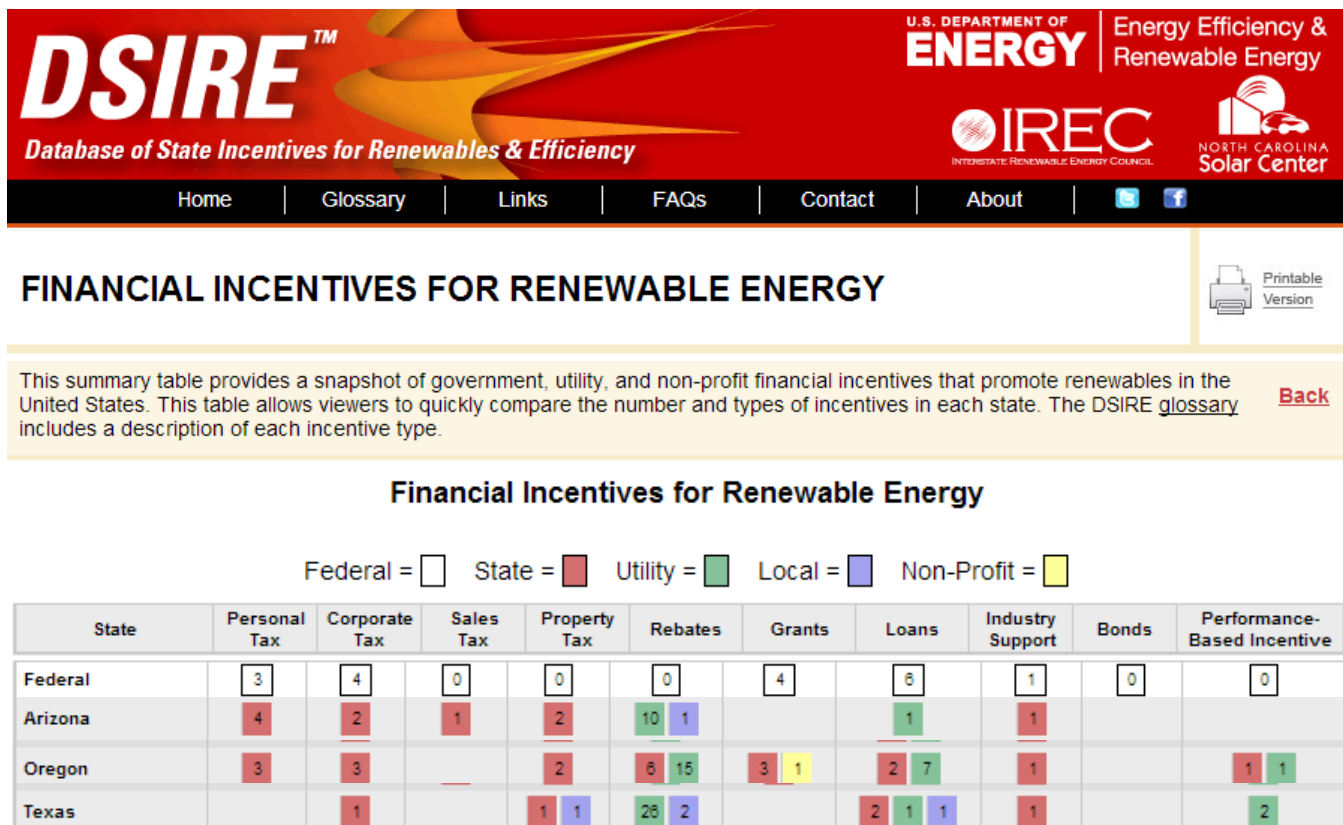 DSIRE™
Database of State Incentives for Renewables & Efficiency
U.S. DEPARTMENT OF
ENERGY
Energy Efficiency &
Renewable Energy
IREC
INTERSTATE RENEWABLE ENERGY COUNCIL
NORTH CAROLINA
Solar Center
Home Glossary Links FAQs Contact About
FINANCIAL INCENTIVES FOR RENEWABLE ENERGY
Printable
Version
This summary table provides a snapshot of government, utility, and non-profit financial incentives that promote renewables in the
United States. This table allows viewers to quickly compare the number and types of incentives in each state. The DSIRE glossary
includes a description of each incentive type.
Back
Financial Incentives for Renewable Energy
Federal = State = Utility = Local = Non-Profit =
State Personal Tax Corporate Tax Sales Tax Property Tax Rebates Grants Loans Industry Support Bonds Performance-Based Incentive
Federal 3 4 0 0 0 4 6 1 0 0
Arizona 4 2 1 2 10 1 1 1
Oregon 3 3 2 6 15 3 1 2 7 1 1 1
Texas 1 1 1 26 2 2 1 1 1 2